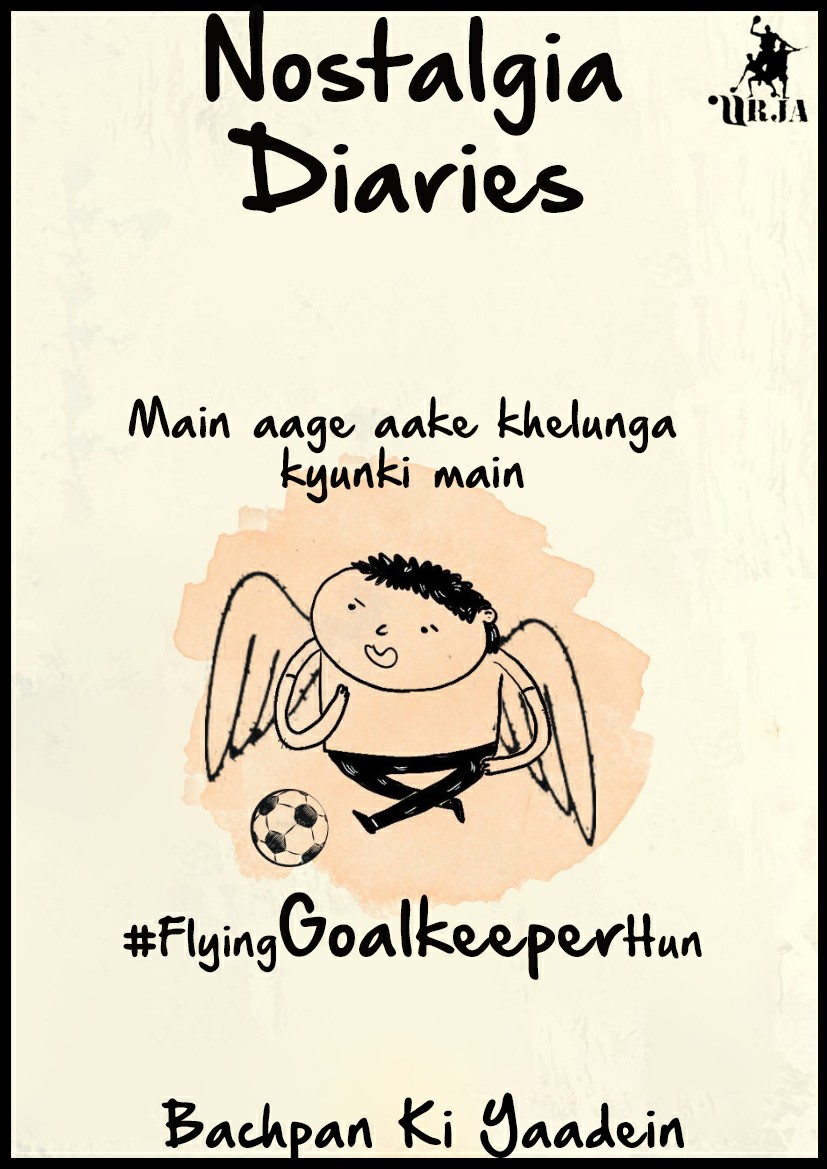 Nostalgia
Diaries
URJA
Main aage aake khelunga
kyunki main
#FlyingGoalkeeperHun
Bachpan Ki Yaadein